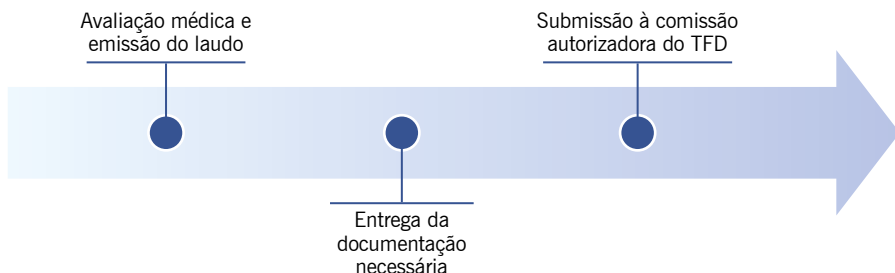 Avaliação médica e
emissão do laudo
Entrega da
documentação
necessária
Submissão à comissão
autorizadora do TFD